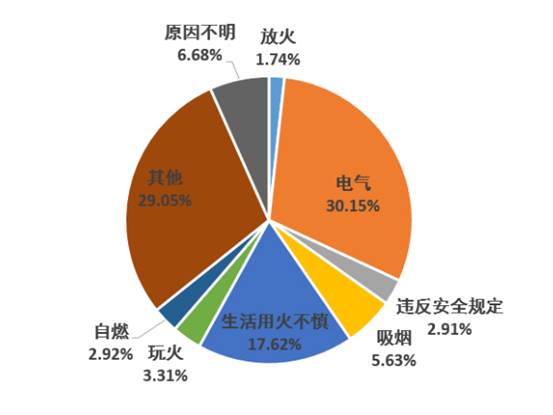 原因不明
6.68%
放火
1.74%
电气
30.15%
违反安全规定
2.91%
吸烟
5.63%
生活用火不慎
17.62%
玩火
3.31%
自燃
2.92%
其他
29.05%